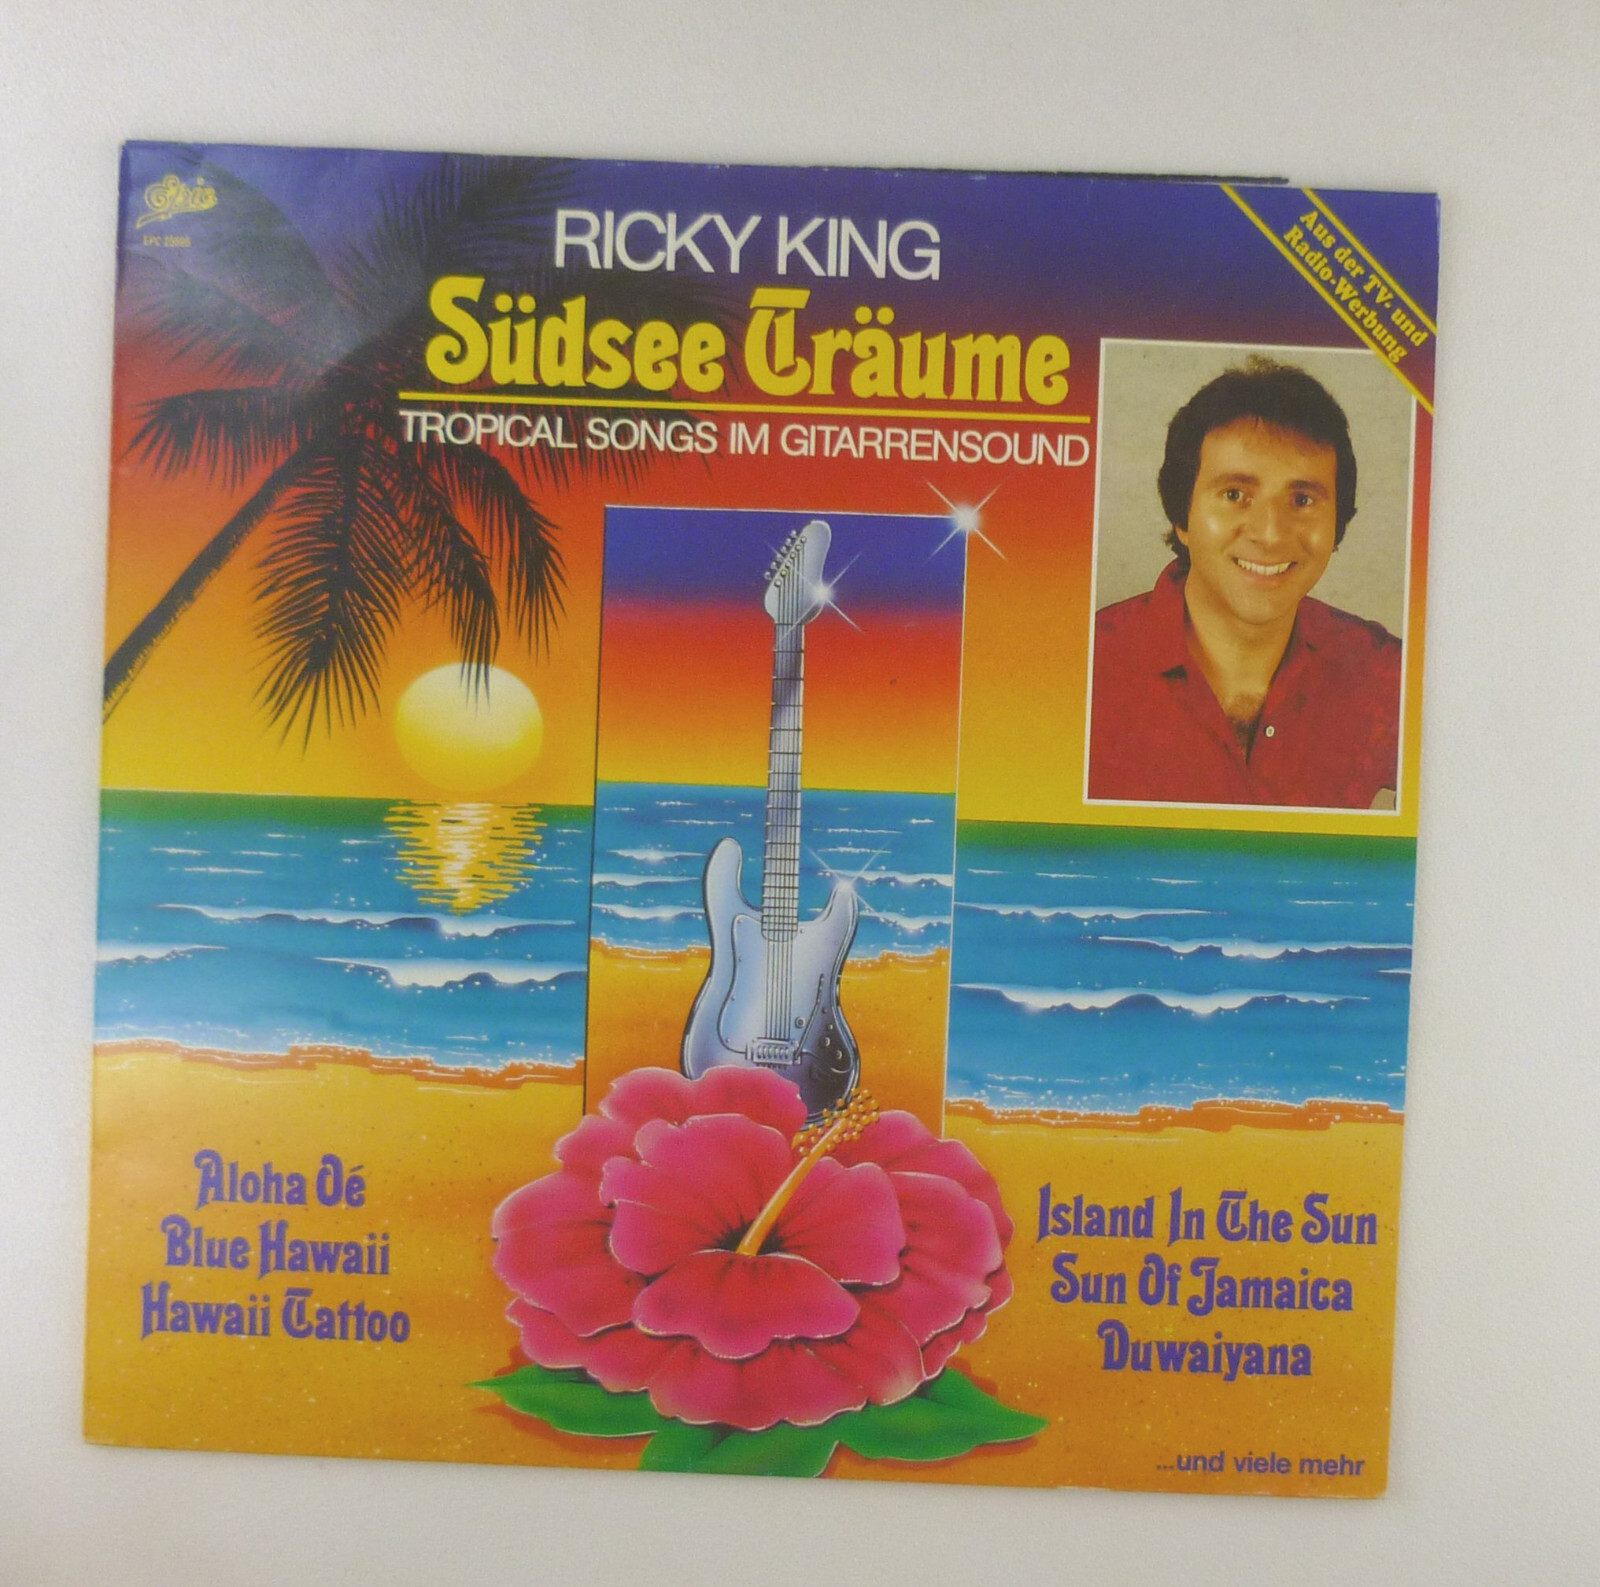 Epic
RICKY KING
Südsee Träume
TROPICAL SONGS IM GITARRENSOUND
Aus der TV- und
Radio-Werbung
Aloha Oé
Blue Hawaii
Hawaii Tattoo
Island In The Sun
Sun Of Jamaica
Duwaiyana
...und viele mehr